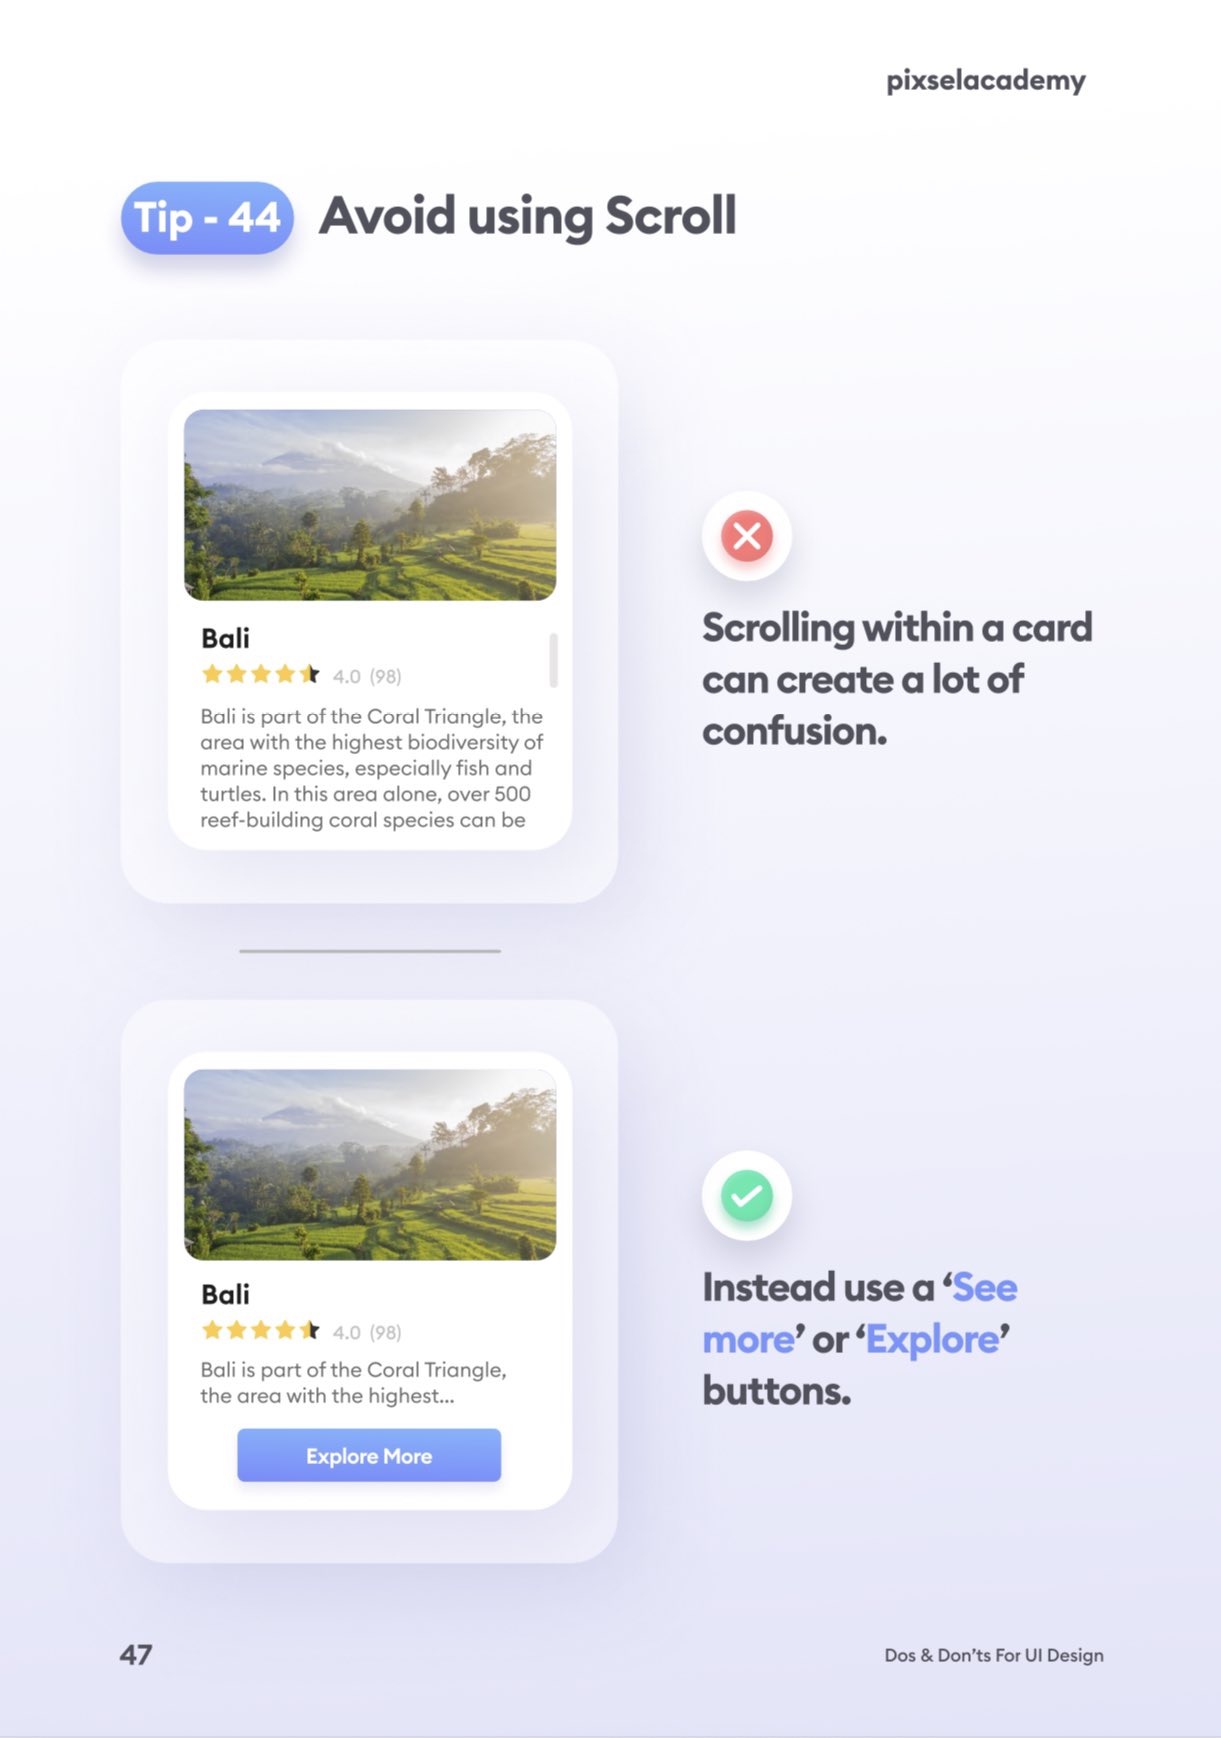 pixselacademy
Tip - 44
Avoid using Scroll
Bali
4.0 (98)
Bali is part of the Coral Triangle, the
area with the highest biodiversity of
marine species, especially fish and
turtles. In this area alone, over 500
reef-building coral species can be
Scrolling within a card
can create a lot of
confusion.
Bali
4.0 (98)
Bali is part of the Coral Triangle,
the area with the highest...
Explore More
Instead use a ‘See
more’ or ‘Explore’
buttons.
47
Dos & Don’ts For UI Design